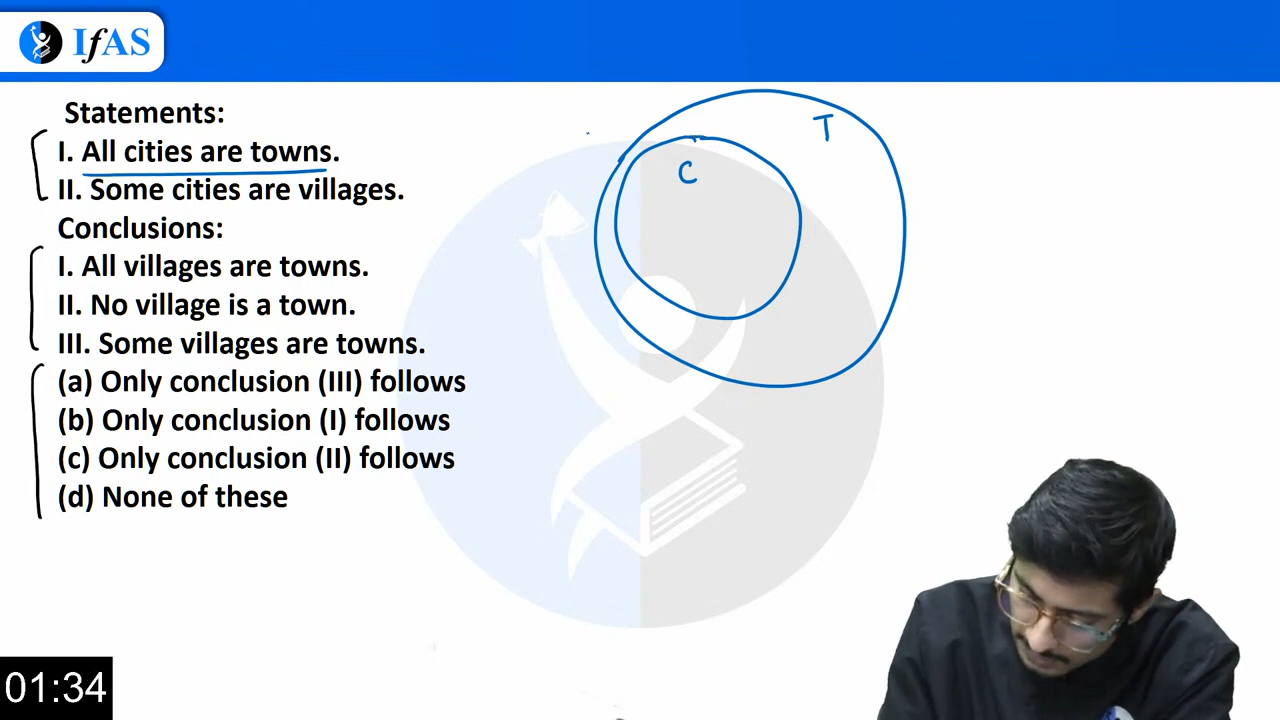 IfAS
Statements:
I. All cities are towns.
II. Some cities are villages.
Conclusions:
I. All villages are towns.
II. No village is a town.
III. Some villages are towns.
(a) Only conclusion (III) follows
(b) Only conclusion (I) follows
(c) Only conclusion (II) follows
(d) None of these
T
C
01:34